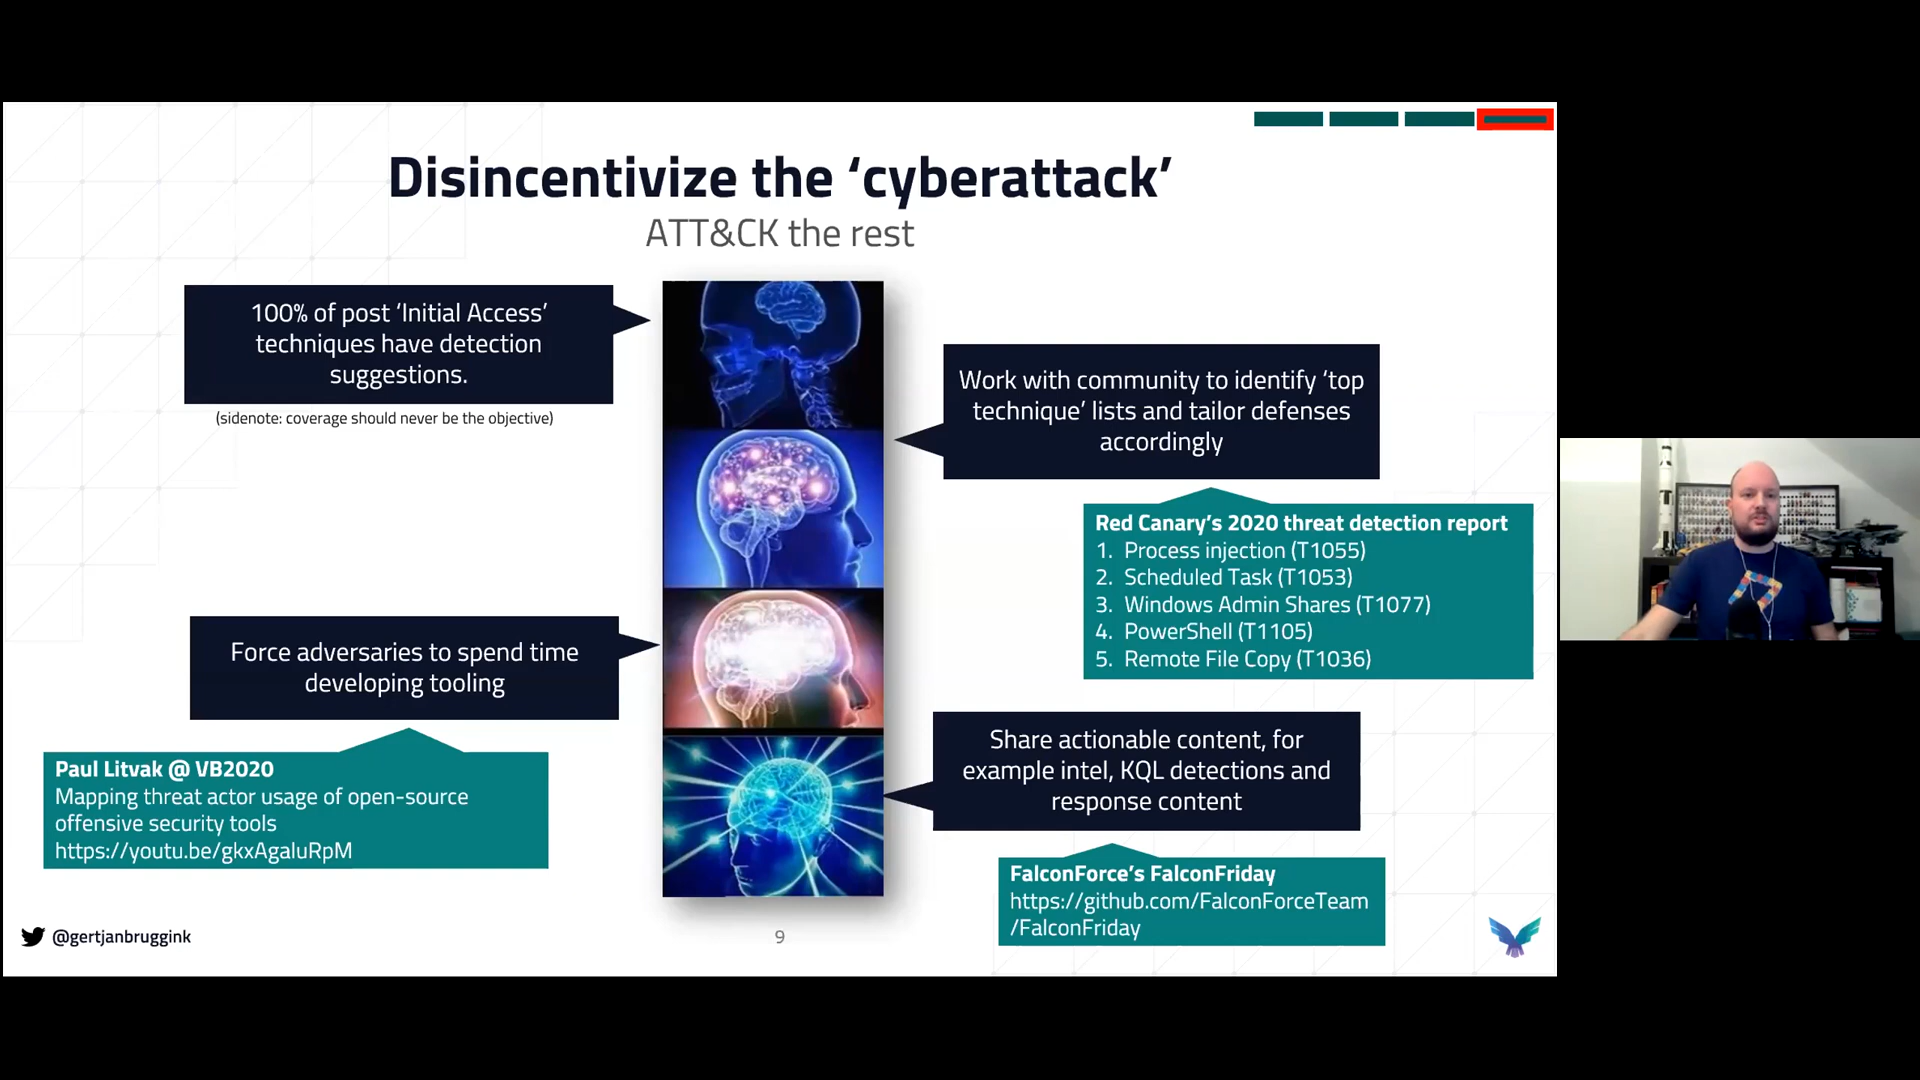 Disincentivize the ‘cyberattack’
ATT&CK the rest
100% of post ‘Initial Access’
techniques have detection
suggestions.
(sidenote: coverage should never be the objective)
Work with community to identify ‘top
technique’ lists and tailor defenses
accordingly
Red Canary’s 2020 threat detection report
1. Process injection (T1055)
2. Scheduled Task (T1053)
3. Windows Admin Shares (T1077)
4. PowerShell (T1105)
5. Remote File Copy (T1036)
Force adversaries to spend time
developing tooling
Paul Litvak @ VB2020
Mapping threat actor usage of open-source
offensive security tools
https://youtu.be/gkxAgaluRpM
Share actionable content, for
example intel, KQL detections and
response content
FalconForce’s FalconFriday
https://github.com/FalconForceTeam
/FalconFriday
@gertjanbruggink
9